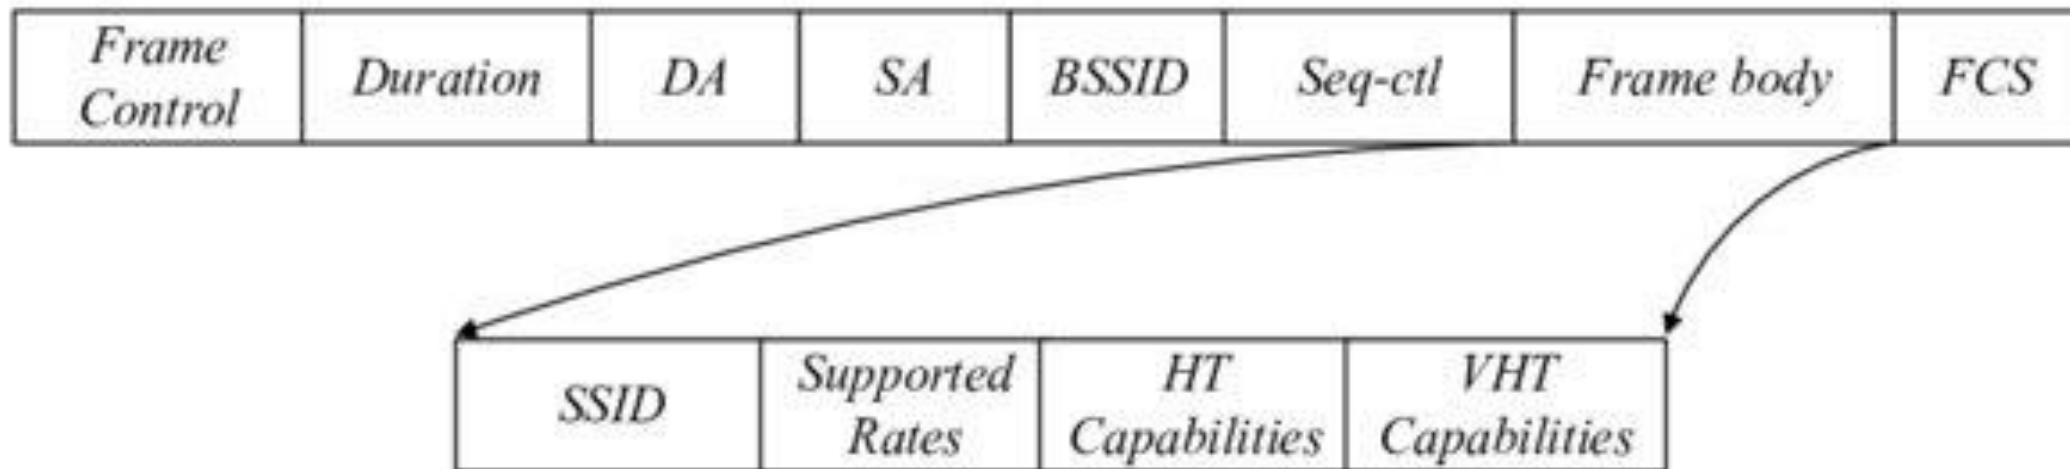 Frame Control
Duration
DA
SA
BSSID
Seq-ctl
Frame body
FCS
SSID
Supported Rates
HT Capabilities
VHT Capabilities